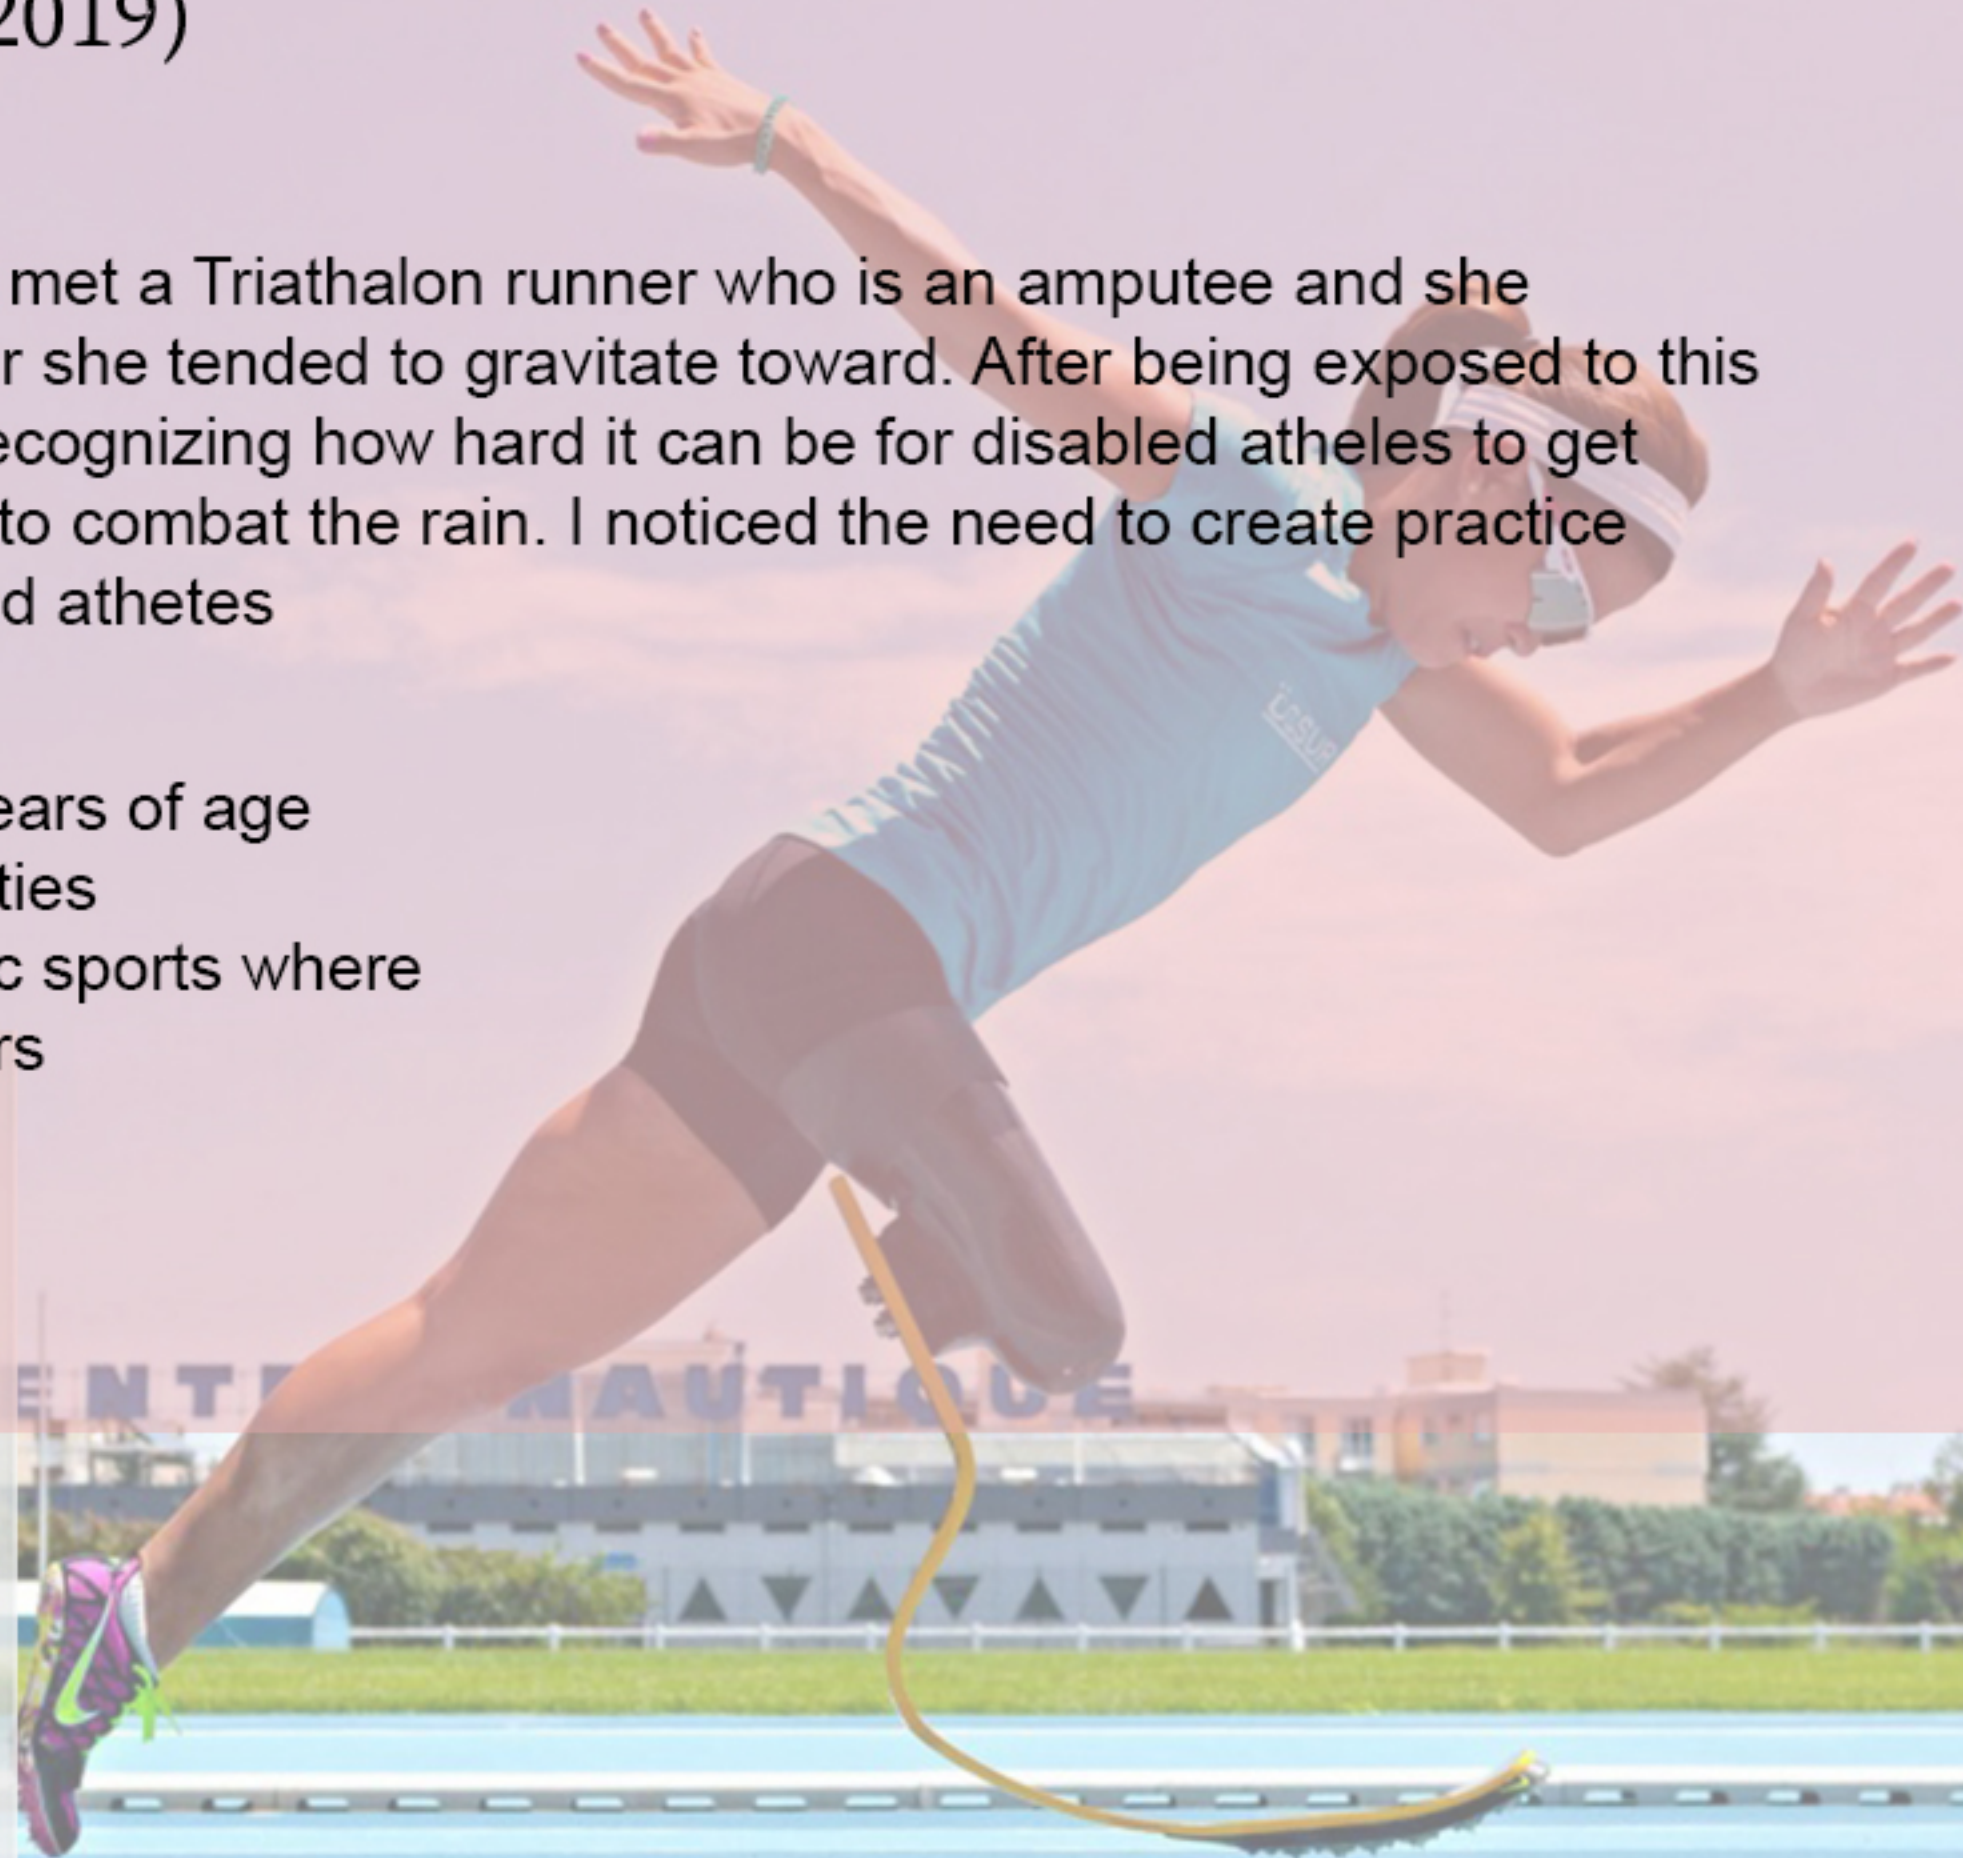 2019)
met a Triathalon runner who is an amputee and she
r she tended to gravitate toward. After being exposed to this
ecognizing how hard it can be for disabled atheles to get
to combat the rain. I noticed the need to create practice
d athetes
ears of age
ties
c sports where
rs
ENT NAUTIQUE